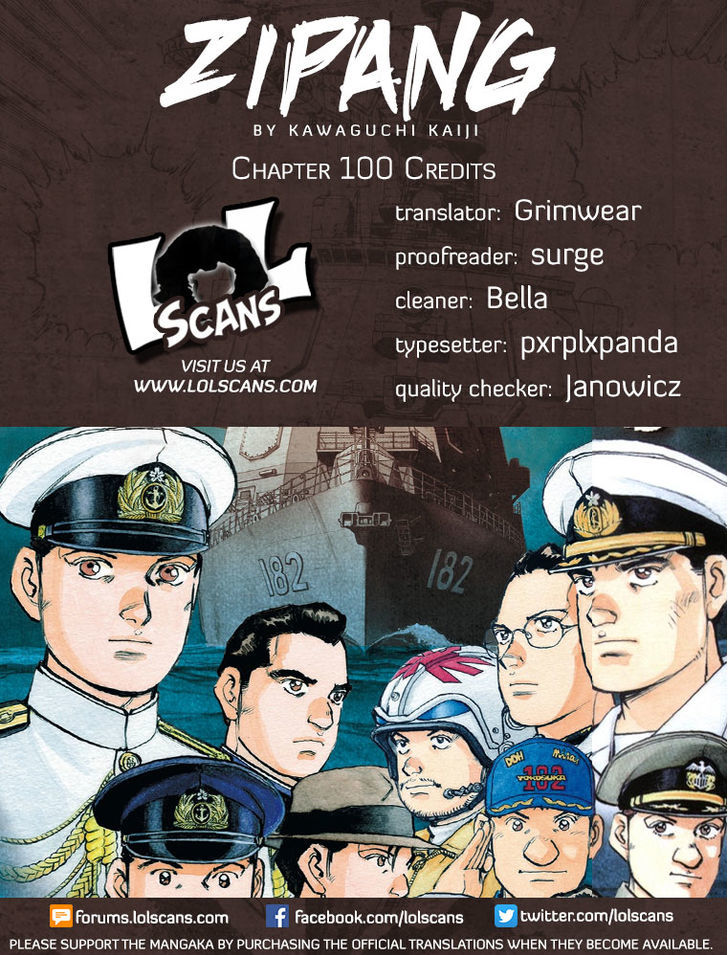 ZIPANG
BY KAWAGUCHI KAIJI
CHAPTER 100 CREDITS
translator: Grimwear
proofreader: surge
cleaner: Bella
typesetter: pxrplxpanda
quality checker: Janowicz
LOL
SCANS
VISIT US AT
WWW.LOLSCANS.COM
182
182
DDH
YOKOSUKA
182
forums.lolscans.com
facebook.com/lolscans
twitter.com/lolscans
PLEASE SUPPORT THE MANGAKA BY PURCHASING THE OFFICIAL TRANSLATIONS WHEN THEY BECOME AVAILABLE.